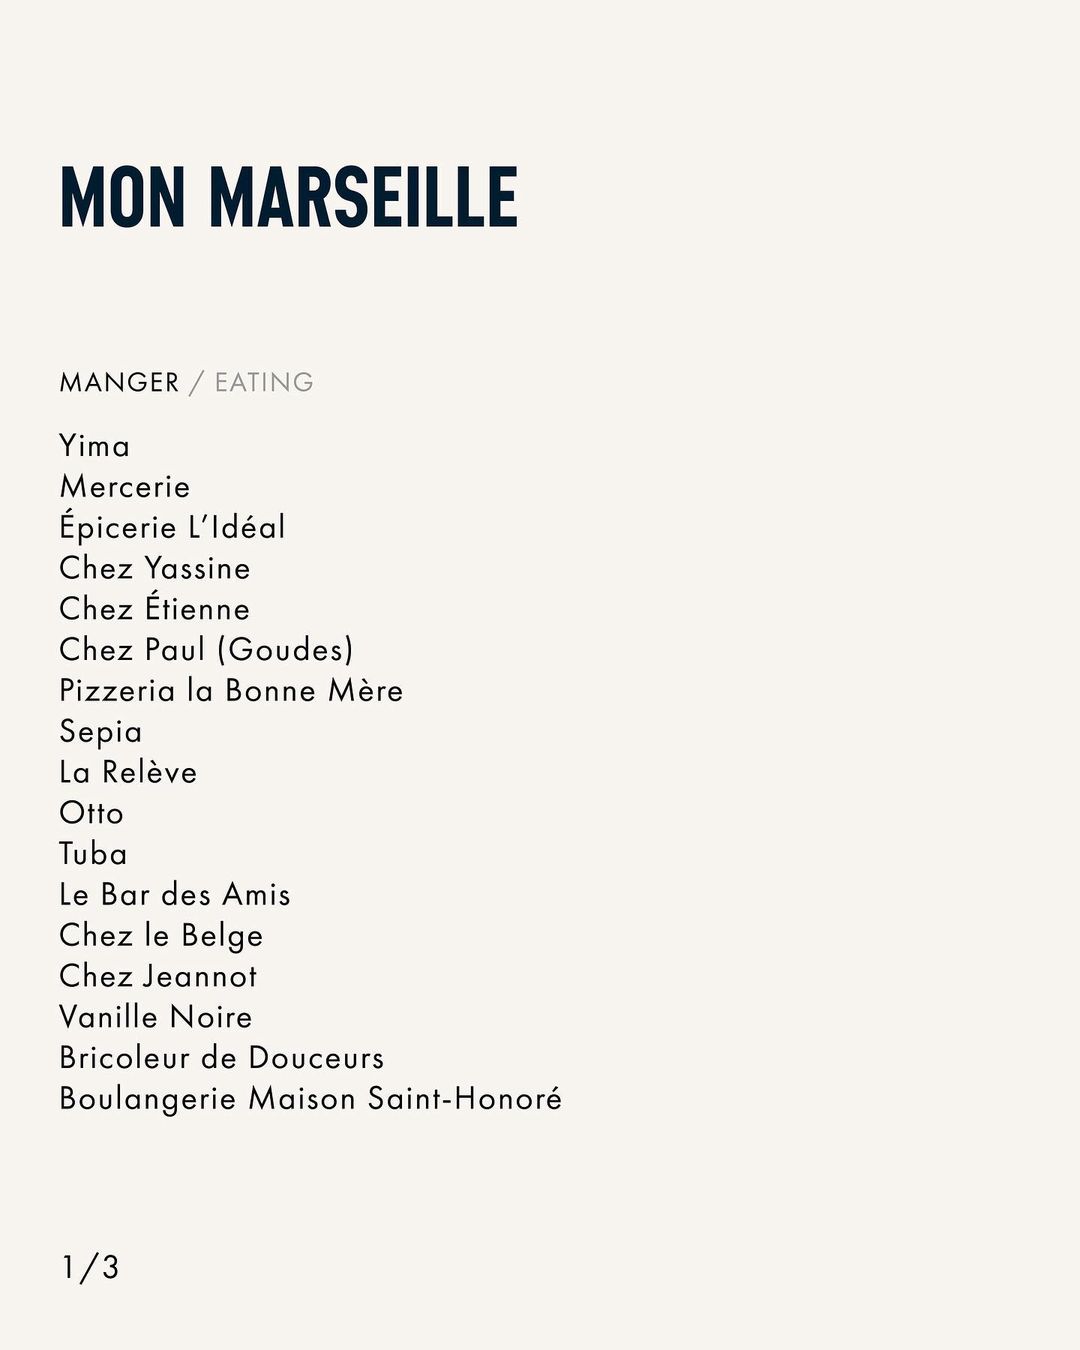 MON MARSEILLE
MANGER / EATING
Yima
Mercerie
Épicerie L’Idéal
Chez Yassine
Chez Étienne
Chez Paul (Goudes)
Pizzeria la Bonne Mère
Sepia
La Relève
Otto
Tuba
Le Bar des Amis
Chez le Belge
Chez Jeannot
Vanille Noire
Bricoleur de Douceurs
Boulangerie Maison Saint-Honoré
1/3